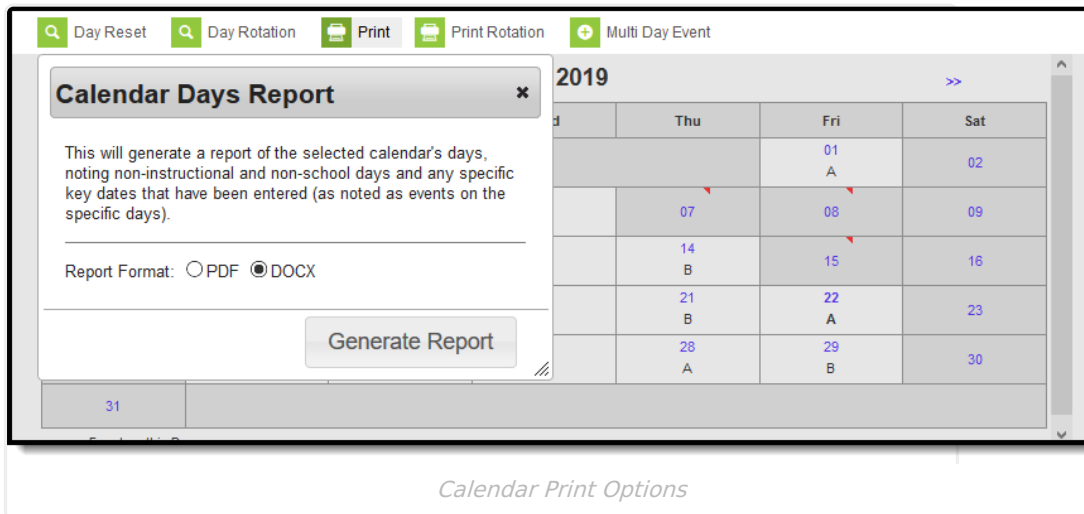 Day Reset Day Rotation Print Print Rotation Multi Day Event
2019 >>
Calendar Days Report ×
d Thu Fri Sat
This will generate a report of the selected calendar's days,
noting non-instructional and non-school days and any specific
key dates that have been entered (as noted as events on the
specific days).
01 02
A
07 08 09
Report Format: PDF DOCX
14 15 16
B
21 22 23
B A
Generate Report
28 29 30
A B
31
Calendar Print Options